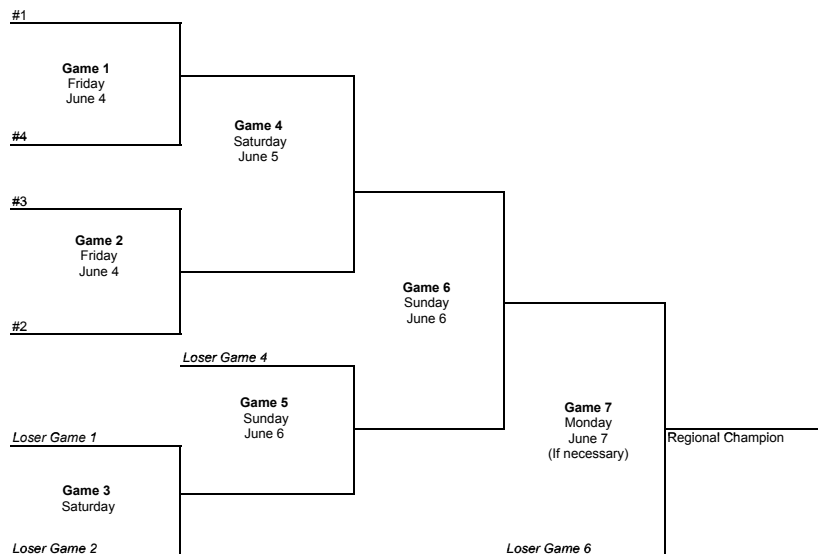 #1
Game 1
Friday
June 4
#4
Game 4
Saturday
June 5
#3
Game 2
Friday
June 4
#2
Game 6
Sunday
June 6
Loser Game 4
Game 5
Sunday
June 6
Loser Game 1
Game 7
Monday
June 7
(If necessary)
Regional Champion
Game 3
Saturday
Loser Game 2
Loser Game 6